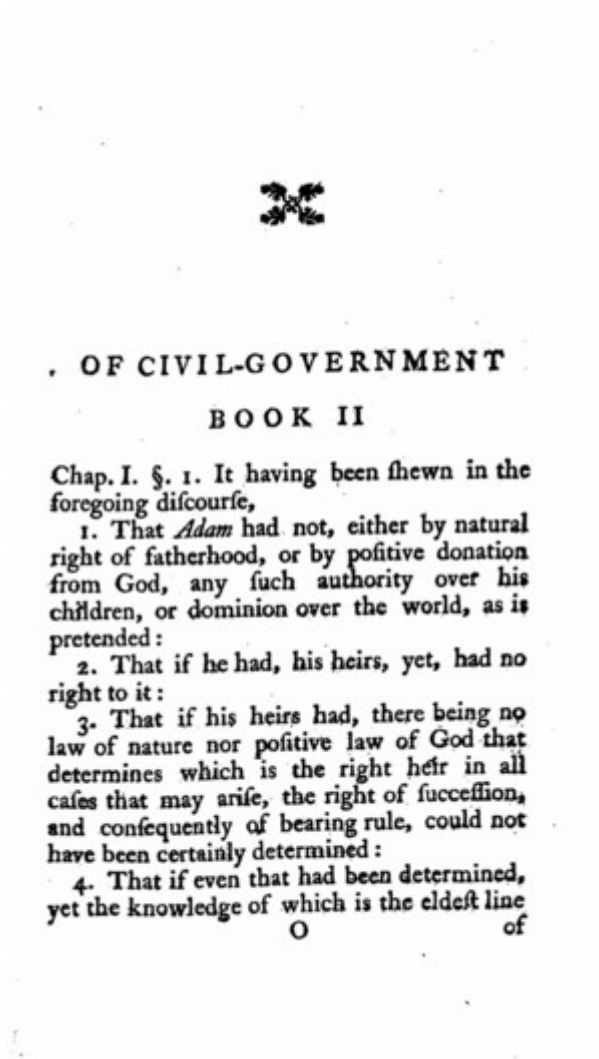 OF CIVIL-GOVERNMENT
BOOK II
Chap. I. §. 1. It having been ſhewn in the
foregoing diſcourſe,
1. That Adam had not, either by natural
right of fatherhood, or by poſitive donation
from God, any ſuch authority over his
children, or dominion over the world, as is
pretended:
2. That if he had, his heirs, yet, had no
right to it:
3. That if his heirs had, there being no
law of nature nor poſitive law of God that
determines which is the right heir in all
caſes that may ariſe, the right of ſucceſſion,
and conſequently of bearing rule, could not
have been certainly determined:
4. That if even that had been determined,
yet the knowledge of which is the eldeſt line
O of